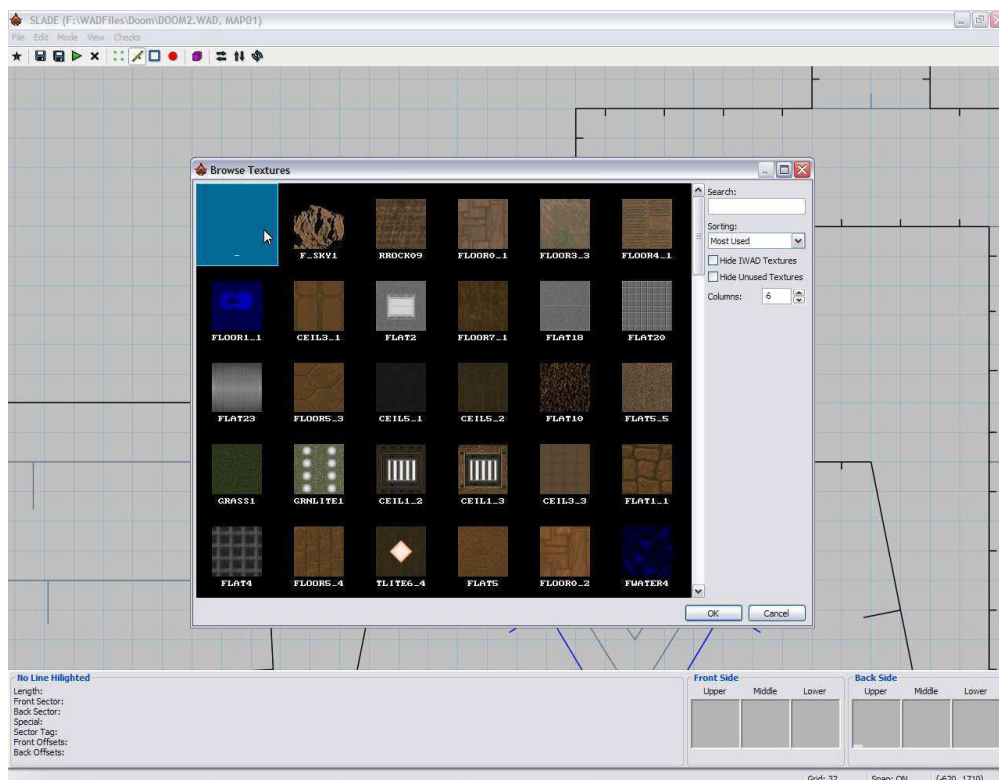 SLADE (F:\WADFiles\Doom\DOOM2.WAD, MAP01)
File Edit Mode View Checks
Browse Textures
Search:
Sorting:
Most Used
Hide IWAD Textures
Hide Unused Textures
Columns: 6
-
F_SKY1 RROCK09 FLOOR0_1 FLOOR3_3 FLOOR4_1
FLOOR1_1 CEIL3_1 FLAT2 FLOOR7_1 FLAT18 FLAT20
FLAT23 FLOOR5_3 CEIL5_1 CEIL5_2 FLAT10 FLAT5_5
GRASS1 GRNLITE1 CEIL1_2 CEIL1_3 CEIL3_3 FLAT1_1
FLAT4 FLOOR5_4 TLITE6_4 FLAT5 FLOOR0_2 FWATER4
OK Cancel
No Line Hilighted
Length:
Front Sector:
Back Sector:
Special:
Sector Tag:
Front Offsets:
Back Offsets:
Front Side
Upper Middle Lower
Back Side
Upper Middle Lower
Grid: 32 Snap: ON (-620, 1710)